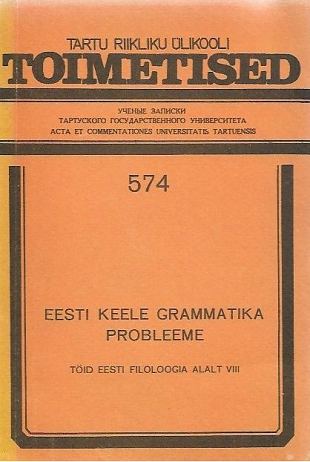 TARTU RIIKLIKU ÜLIKOOLI
TOIMETISED
УЧЕНЫЕ ЗАПИСКИ
ТАРТУСКОГО ГОСУДАРСТВЕННОГО УНИВЕРСИТЕТА
ACTA ET COMMENTATIONES UNIVERSITATIS TARTUENSIS
574
EESTI KEELE GRAMMATIKA
PROBLEEME
TÖID EESTI FILOLOOGIA ALALT VIII